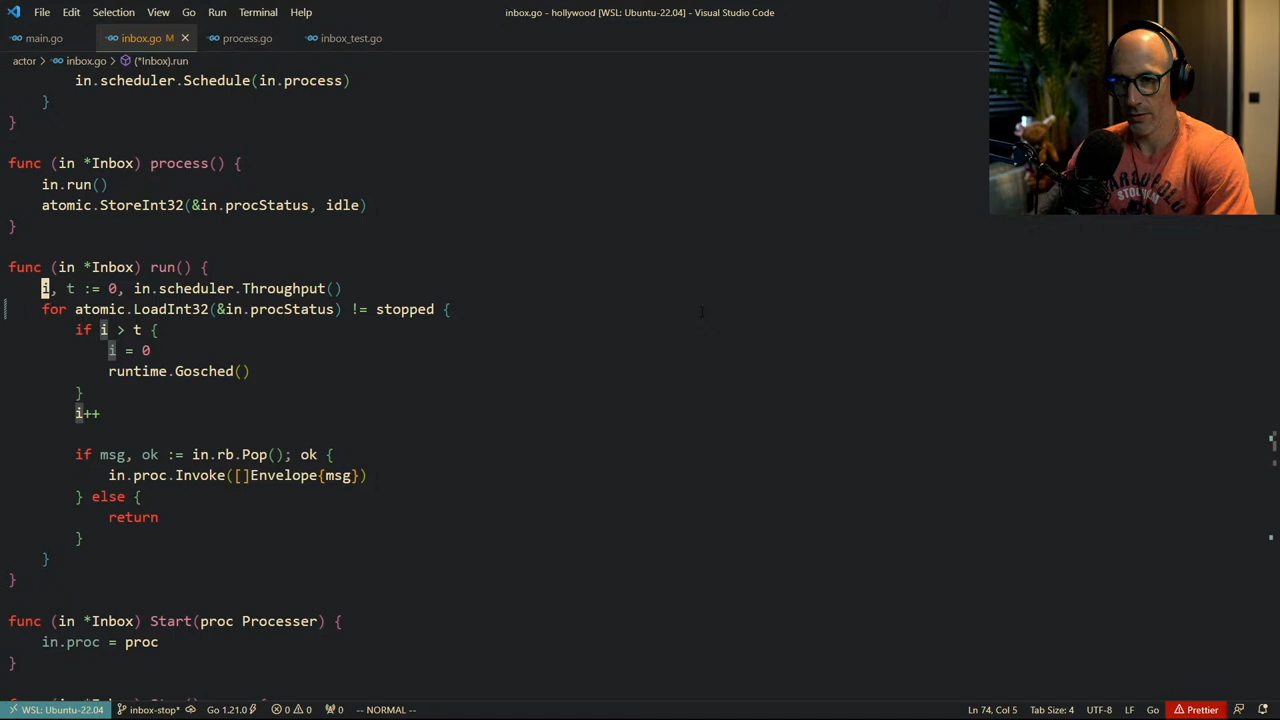 File Edit Selection View Go Run Terminal Help inbox.go - hollywood [WSL: Ubuntu-22.04] - Visual Studio Code
main.go inbox.go M process.go inbox_test.go
actor > inbox.go > (*Inbox).run
in.scheduler.Schedule(in.process)
}
}
func (in *Inbox) process() {
in.run()
atomic.StoreInt32(&in.procStatus, idle)
}
func (in *Inbox) run() {
i, t := 0, in.scheduler.Throughput()
for atomic.LoadInt32(&in.procStatus) != stopped {
if i > t {
i = 0
runtime.Gosched()
}
i++
if msg, ok := in.rb.Pop(); ok {
in.proc.Invoke([]Envelope{msg})
} else {
return
}
}
}
func (in *Inbox) Start(proc Processer) {
in.proc = proc
}
WSL: Ubuntu-22.04 inbox-stop* Go 1.21.0 0 0 0 -- NORMAL -- Ln 74, Col 5 Tab Size: 4 UTF-8 LF Go Prettier